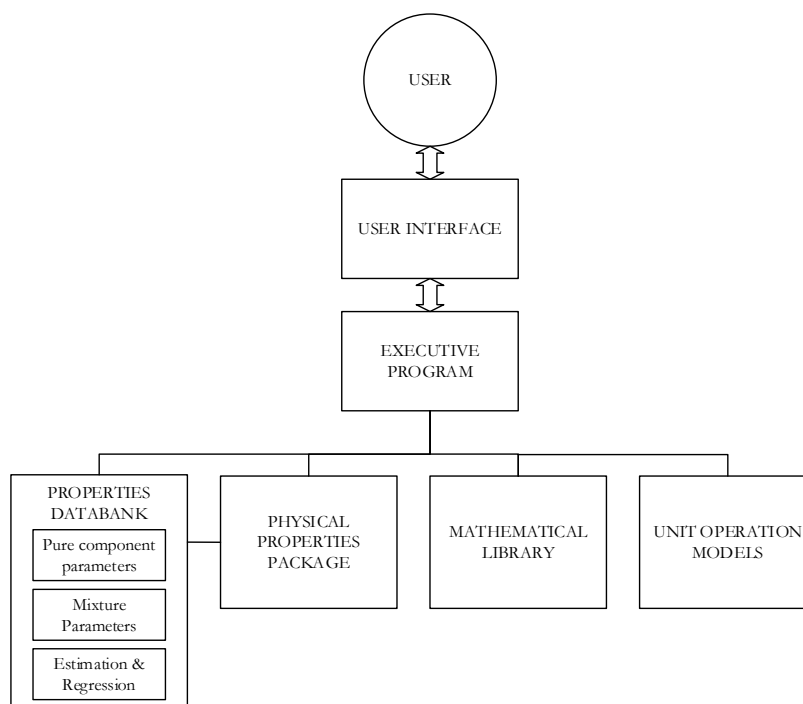 USER
USER INTERFACE
EXECUTIVE
PROGRAM
PROPERTIES
DATABANK
Pure component
parameters
Mixture
Parameters
Estimation &
Regression
PHYSICAL
PROPERTIES
PACKAGE
MATHEMATICAL
LIBRARY
UNIT OPERATION
MODELS